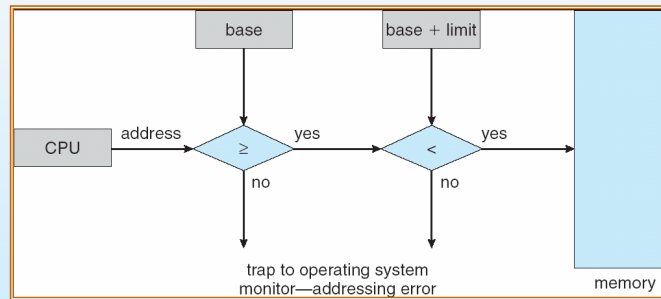 base
base + limit
CPU
address
≥
yes
<
yes
no
no
trap to operating system
monitor—addressing error
memory